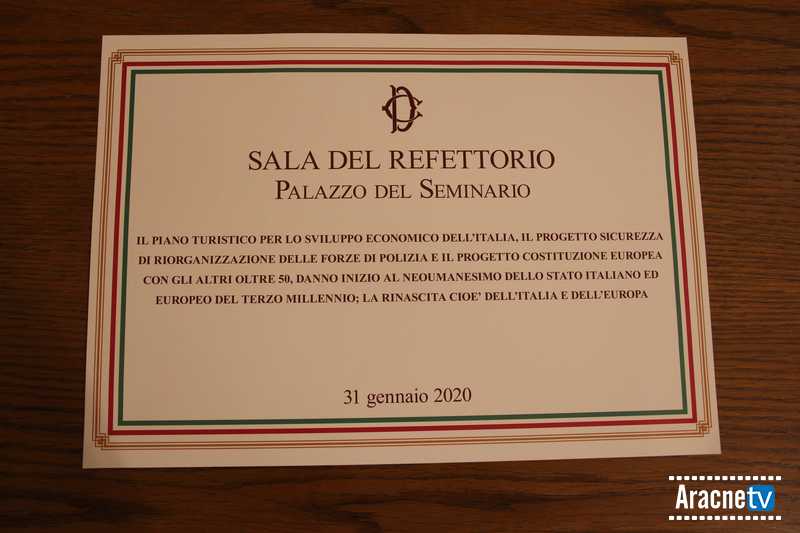 SALA DEL REFETTORIO
PALAZZO DEL SEMINARIO
IL PIANO TURISTICO PER LO SVILUPPO ECONOMICO DELL'ITALIA, IL PROGETTO SICUREZZA
DI RIORGANIZZAZIONE DELLE FORZE DI POLIZIA E IL PROGETTO COSTITUZIONE EUROPEA
CON GLI ALTRI OLTRE 50, DANNO INIZIO AL NEOUMANESIMO DELLO STATO ITALIANO ED
EUROPEO DEL TERZO MILLENNIO; LA RINASCITA CIOE' DELL'ITALIA E DELL'EUROPA
31 gennaio 2020
Aracnetv